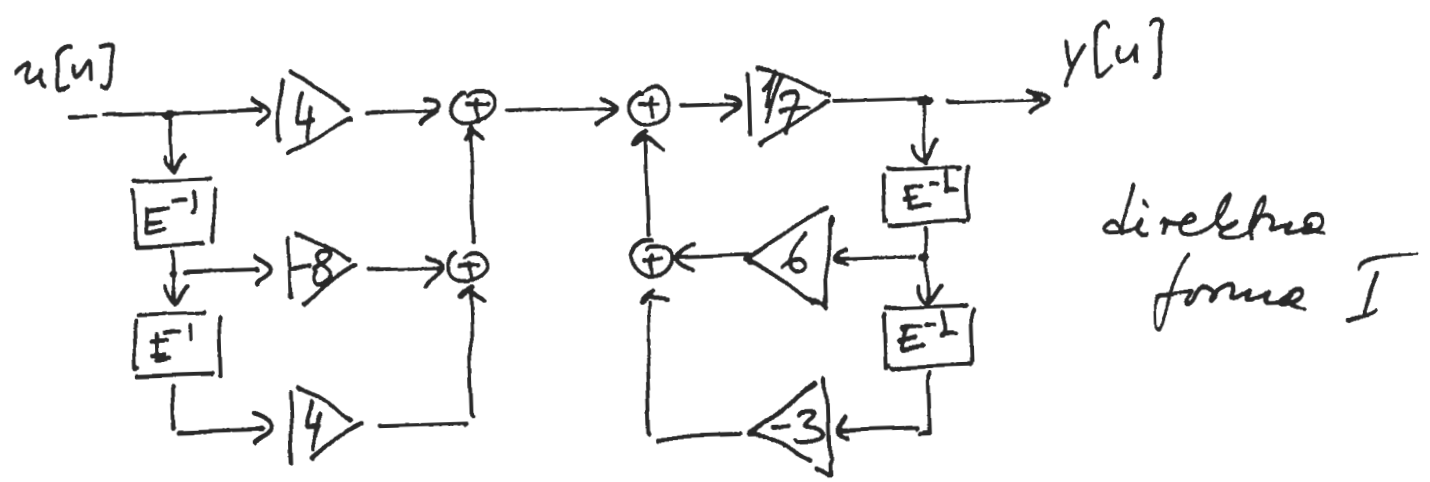 u[n]
4
+
+
1/7
y[n]
E⁻¹
E⁻¹
direktna
-8
+
+
6
forma I
E⁻¹
E⁻¹
4
-3